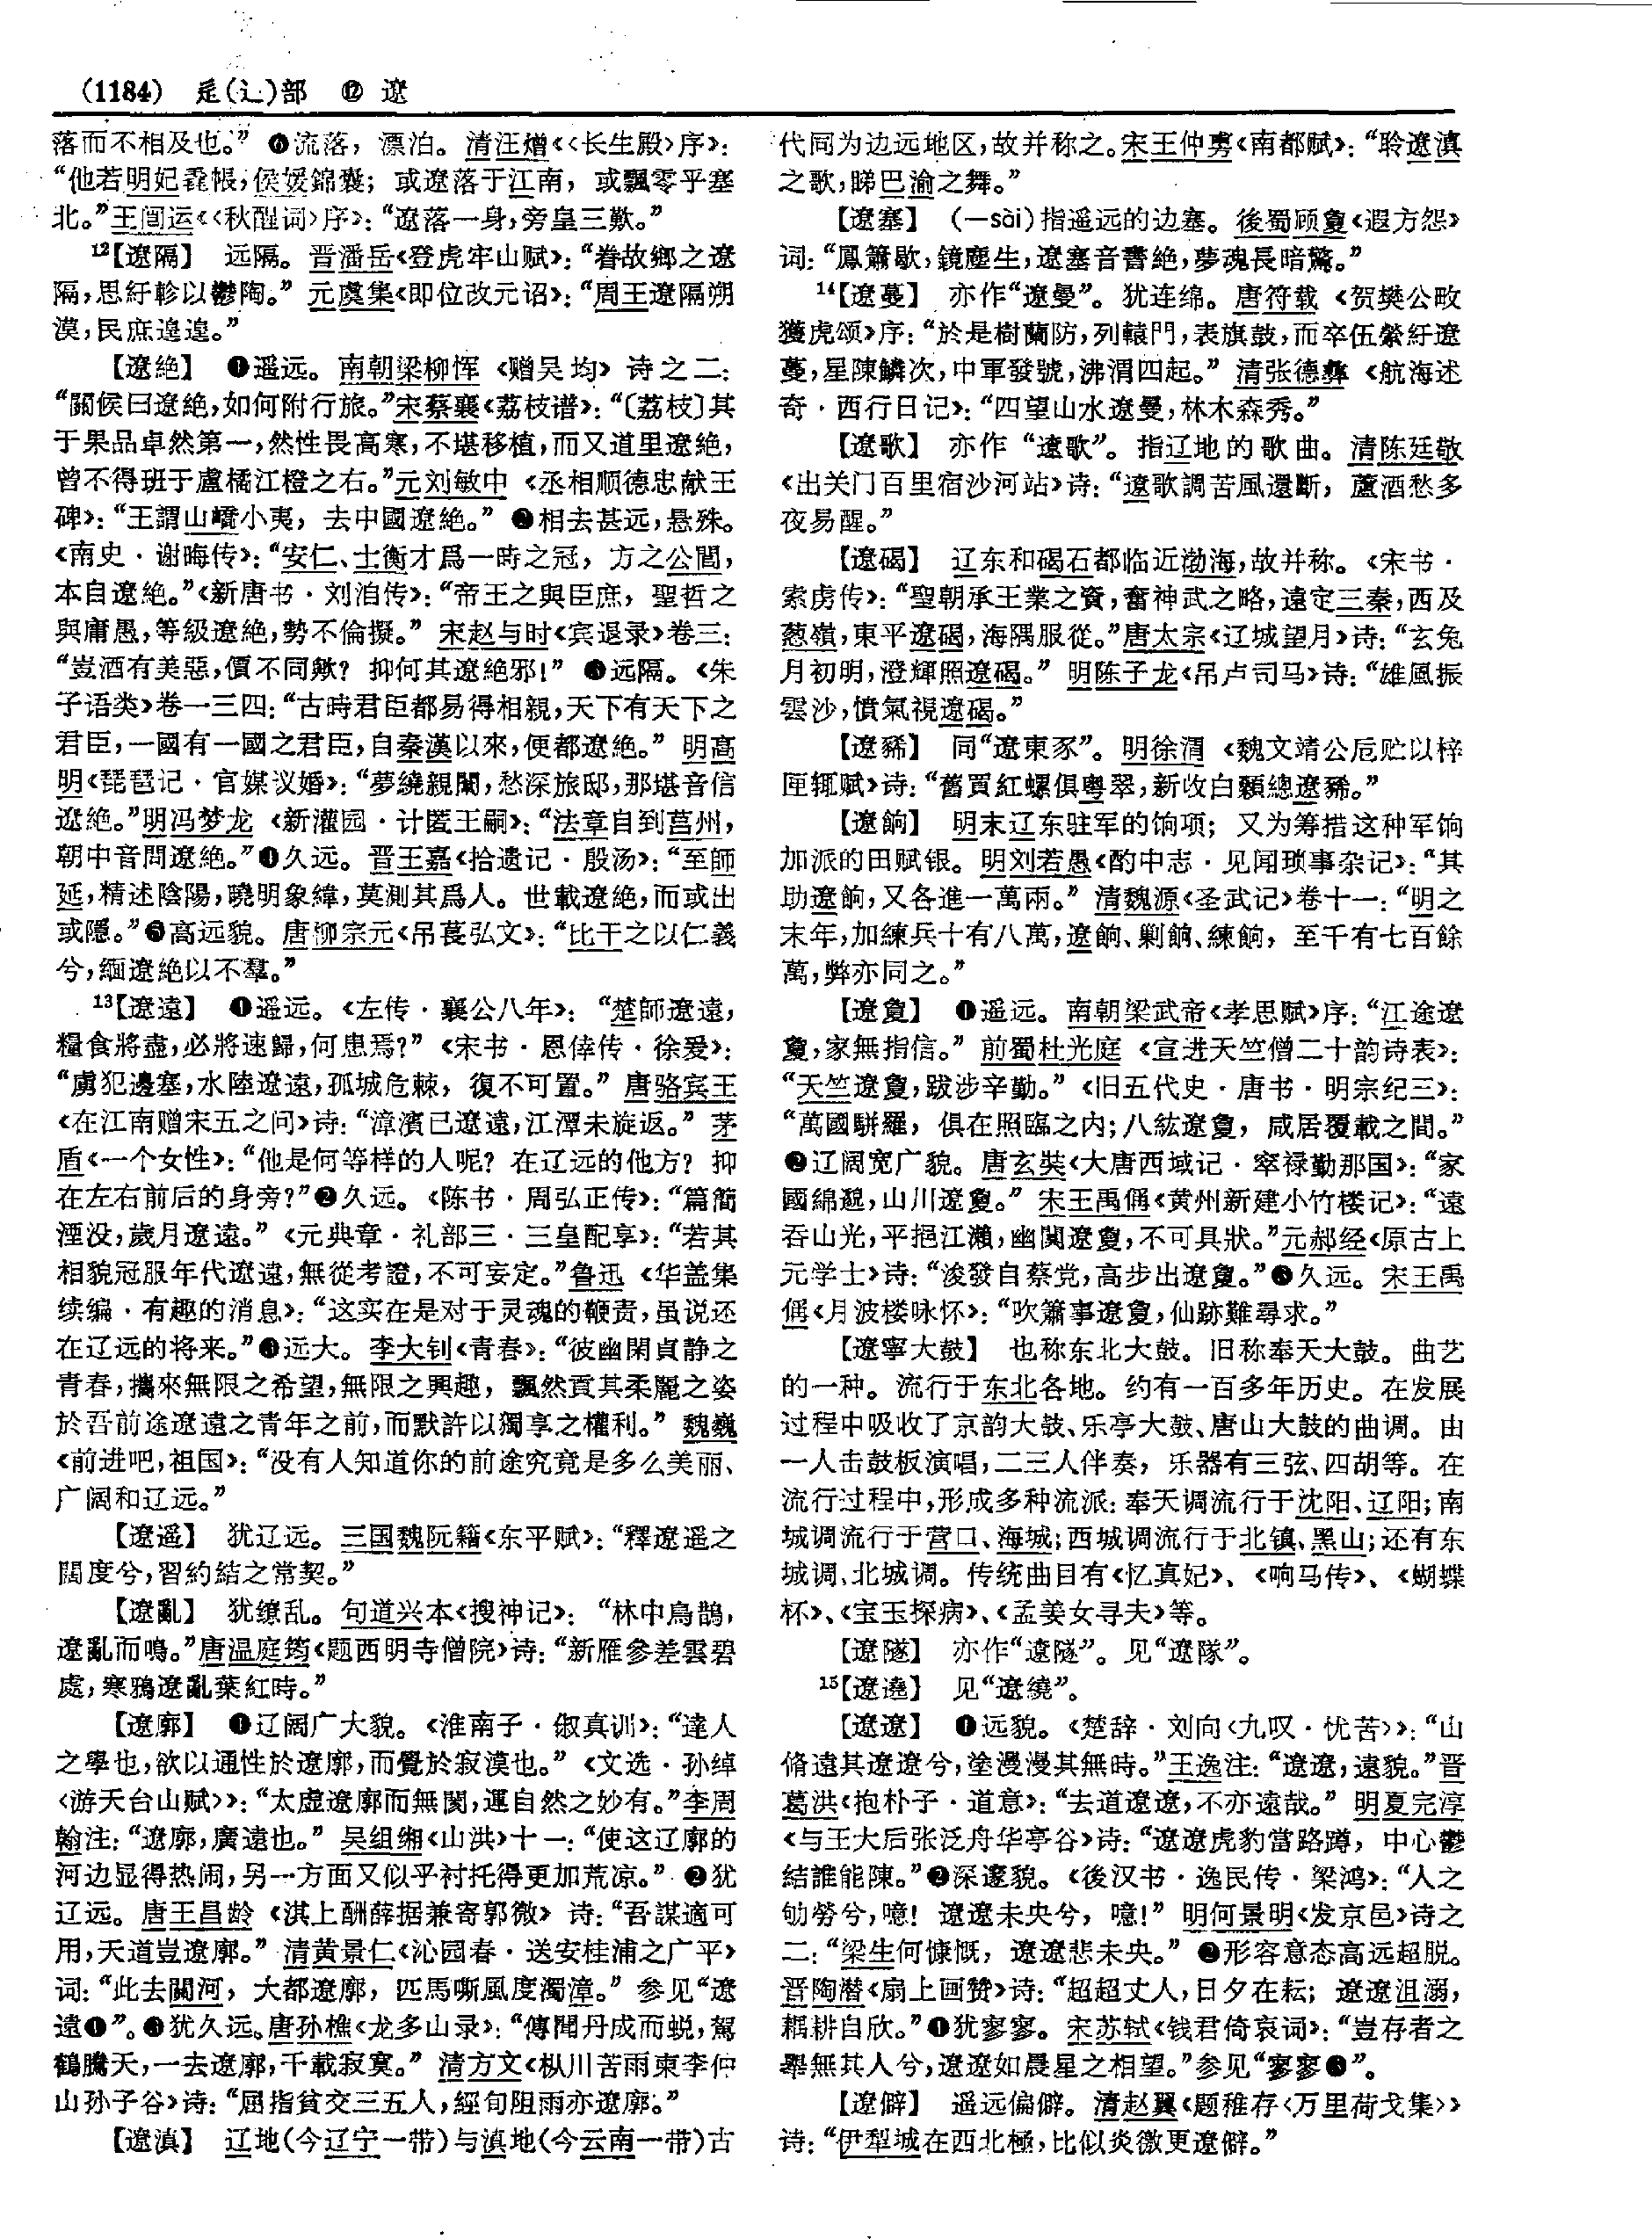 (1184) 辵(辶)部 ⑫ 遼
落而不相及也。” ❻流落，漂泊。清汪熷《〈长生殿〉序》：
“他若明妃毳帳，侯媛錦囊；或遼落于江南，或飄零乎塞
北。”王闿运《〈秋醒词〉序》：“遼落一身，旁皇三歎。”
12【遼隔】 远隔。晋潘岳《登虎牢山赋》：“眷故鄉之遼
隔，思紆軫以鬱陶。” 元虞集《即位改元诏》：“周王遼隔朔
漠，民庶遑遑。”
【遼絶】 ❶遥远。南朝梁柳恽《赠吴均》诗之二：
“關候日遼絶，如何附行旅。”宋蔡襄《荔枝谱》：“〔荔枝〕其
于果品卓然第一，然性畏高寒，不堪移植，而又道里遼絶，
曾不得班于盧橘江橙之右。”元刘敏中《丞相顺德忠献王
碑》：“王謂山嶠小夷，去中國遼絶。” ❷相去甚远，悬殊。
《南史·谢晦传》：“安仁、士衡才爲一時之冠，方之公閭，
本自遼絶。”《新唐书·刘洎传》：“帝王之與臣庶，聖哲之
與庸愚，等級遼絶，勢不倫擬。” 宋赵与时《宾退录》卷三：
“豈酒有美惡，價不同歟？抑何其遼絶邪！” ❸远隔。《朱
子语类》卷一三四：“古時君臣都易得相親，天下有天下之
君臣，一國有一國之君臣，自秦漢以來，便都遼絶。” 明高
明《琵琶记·官媒议婚》：“夢繞親闈，愁深旅邸，那堪音信
遼絶。”明冯梦龙《新灌园·计匿王嗣》：“法章自到莒州，
朝中音問遼絶。”❹久远。晋王嘉《拾遗记·殷汤》：“至師
延，精述陰陽，曉明象緯，莫測其爲人。世載遼絶，而或出
或隱。”❺高远貌。唐柳宗元《吊苌弘文》：“比干之以仁義
兮，緬遼絶以不羣。”
13【遼遠】 ❶遥远。《左传·襄公八年》：“楚師遼遠，
糧食將盡，必將速歸，何患焉？”《宋书·恩倖传·徐爰》：
“虜犯邊塞，水陸遼遠，孤城危棘，復不可置。” 唐骆宾王
《在江南赠宋五之问》诗：“漳濱已遼遠，江潭未旋返。” 茅
盾《一个女性》：“他是何等样的人呢？在辽远的他方？抑
在左右前后的身旁？”❷久远。《陈书·周弘正传》：“篇簡
湮没，歲月遼遠。”《元典章·礼部三·三皇配享》：“若其
相貌冠服年代遼遠，無從考證，不可妄定。”鲁迅《华盖集
续编·有趣的消息》：“这实在是对于灵魂的鞭责，虽说还
在辽远的将来。”❸远大。李大钊《青春》：“彼幽閑貞静之
青春，攜來無限之希望，無限之興趣，飄然貢其柔麗之姿
於吾前途遼遠之青年之前，而默許以獨享之權利。” 魏巍
《前进吧，祖国》：“没有人知道你的前途究竟是多么美丽、
广阔和辽远。”
【遼遥】 犹辽远。三国魏阮籍《东平赋》：“釋遼遥之
闊度兮，習約結之常契。”
【遼亂】 犹缭乱。句道兴本《搜神记》：“林中鳥鵲，
遼亂而鳴。”唐温庭筠《题西明寺僧院》诗：“新雁參差雲碧
處，寒鴉遼亂葉紅時。”
【遼廓】 ❶辽阔广大貌。《淮南子·俶真训》：“達人
之學也，欲以通性於遼廓，而覺於寂漠也。”《文选·孙绰
〈游天台山赋〉》：“太虚遼廓而無閡，運自然之妙有。”李周
翰注：“遼廓，廣遠也。” 吴组缃《山洪》十一：“使这辽廓的
河边显得热闹，另一方面又似乎衬托得更加荒凉。” ❷犹
辽远。唐王昌龄《淇上酬薛据兼寄郭微》诗：“吾謀適可
用，天道豈遼廓。” 清黄景仁《沁园春·送安桂浦之广平》
词：“此去關河，大都遼廓，匹馬嘶風度濁漳。” 参见“遼
遠❶”。❸犹久远。唐孙樵《龙多山录》：“傳聞丹成而蜕，駕
鶴騰天，一去遼廓，千載寂寞。” 清方文《枞川苦雨柬李仲
山孙子谷》诗：“屈指貧交三五人，經旬阻雨亦遼廓。”
【遼滇】 辽地(今辽宁一带)与滇地(今云南一带)古
代同为边远地区，故并称之。宋王仲旉《南都赋》：“聆遼滇
之歌，睇巴渝之舞。”
【遼塞】 (—sài)指遥远的边塞。後蜀顾敻《遐方怨》
词：“鳳簫歇，鏡塵生，遼塞音書絶，夢魂長暗驚。”
14【遼蔓】 亦作“遼曼”。犹连绵。唐符载《贺樊公畋
獲虎颂》序：“於是樹蘭防，列轅門，表旗鼓，而卒伍縈紆遼
蔓，星陳鱗次，中軍發號，沸渭四起。” 清张德彝《航海述
奇·西行日记》：“四望山水遼曼，林木森秀。”
【遼歌】 亦作“遼歌”。指辽地的歌曲。清陈廷敬
《出关门百里宿沙河站》诗：“遼歌調苦風還斷，蘆酒愁多
夜易醒。”
【遼碣】 辽东和碣石都临近渤海，故并称。《宋书·
索虏传》：“聖朝承王業之資，奮神武之略，遠定三秦，西及
葱嶺，東平遼碣，海隅服從。”唐太宗《辽城望月》诗：“玄兔
月初明，澄輝照遼碣。” 明陈子龙《吊卢司马》诗：“雄風振
雲沙，憤氣視遼碣。”
【遼豨】 同“遼東豕”。明徐渭《魏文靖公卮贮以梓
匣辄赋》诗：“舊買紅螺俱粤翠，新收白顙總遼豨。”
【遼餉】 明末辽东驻军的饷项；又为筹措这种军饷
加派的田赋银。明刘若愚《酌中志·见闻琐事杂记》：“其
助遼餉，又各進一萬兩。” 清魏源《圣武记》卷十一：“明之
末年，加練兵十有八萬，遼餉、剿餉、練餉，至千有七百餘
萬，弊亦同之。”
【遼敻】 ❶遥远。南朝梁武帝《孝思赋》序：“江途遼
敻，家無指信。” 前蜀杜光庭《宣进天竺僧二十韵诗表》：
“天竺遼敻，跋涉辛勤。”《旧五代史·唐书·明宗纪三》：
“萬國駢羅，俱在照臨之内；八紘遼敻，咸居覆載之間。”
❷辽阔宽广貌。唐玄奘《大唐西域记·窣禄勤那国》：“家
國綿邈，山川遼敻。” 宋王禹偁《黄州新建小竹楼记》：“遠
吞山光，平挹江瀨，幽闃遼敻，不可具狀。”元郝经《原古上
元学士》诗：“浚發自蔡党，高步出遼敻。”❸久远。宋王禹
偁《月波楼咏怀》：“吹簫事遼敻，仙跡難尋求。”
【遼寧大鼓】 也称东北大鼓。旧称奉天大鼓。曲艺
的一种。流行于东北各地。约有一百多年历史。在发展
过程中吸收了京韵大鼓、乐亭大鼓、唐山大鼓的曲调。由
一人击鼓板演唱，二三人伴奏，乐器有三弦、四胡等。在
流行过程中，形成多种流派：奉天调流行于沈阳、辽阳；南
城调流行于营口、海城；西城调流行于北镇、黑山；还有东
城调、北城调。传统曲目有《忆真妃》、《响马传》、《蝴蝶
杯》、《宝玉探病》、《孟姜女寻夫》等。
【遼隧】 亦作“遼隧”。见“遼隊”。
15【遼遶】 见“遼繞”。
【遼遼】 ❶远貌。《楚辞·刘向〈九叹·忧苦〉》：“山
脩遠其遼遼兮，塗漫漫其無時。”王逸注：“遼遼，遠貌。”晋
葛洪《抱朴子·道意》：“去道遼遼，不亦遠哉。” 明夏完淳
《与王大后张泛舟华亭谷》诗：“遼遼虎豹當路蹲，中心鬱
結誰能陳。”❷深邃貌。《後汉书·逸民传·梁鸿》：“人之
劬勞兮，噫！遼遼未央兮，噫！” 明何景明《发京邑》诗之
二：“梁生何慷慨，遼遼悲未央。” ❷形容意态高远超脱。
晋陶潜《扇上画赞》诗：“超超丈人，日夕在耘；遼遼沮溺，
耦耕自欣。”❹犹寥寥。宋苏轼《钱君倚哀词》：“豈存者之
舉無其人兮，遼遼如晨星之相望。”参见“寥寥❸”。
【遼僻】 遥远偏僻。清赵翼《题稚存〈万里荷戈集〉》
诗：“伊犁城在西北極，比似炎徼更遼僻。”